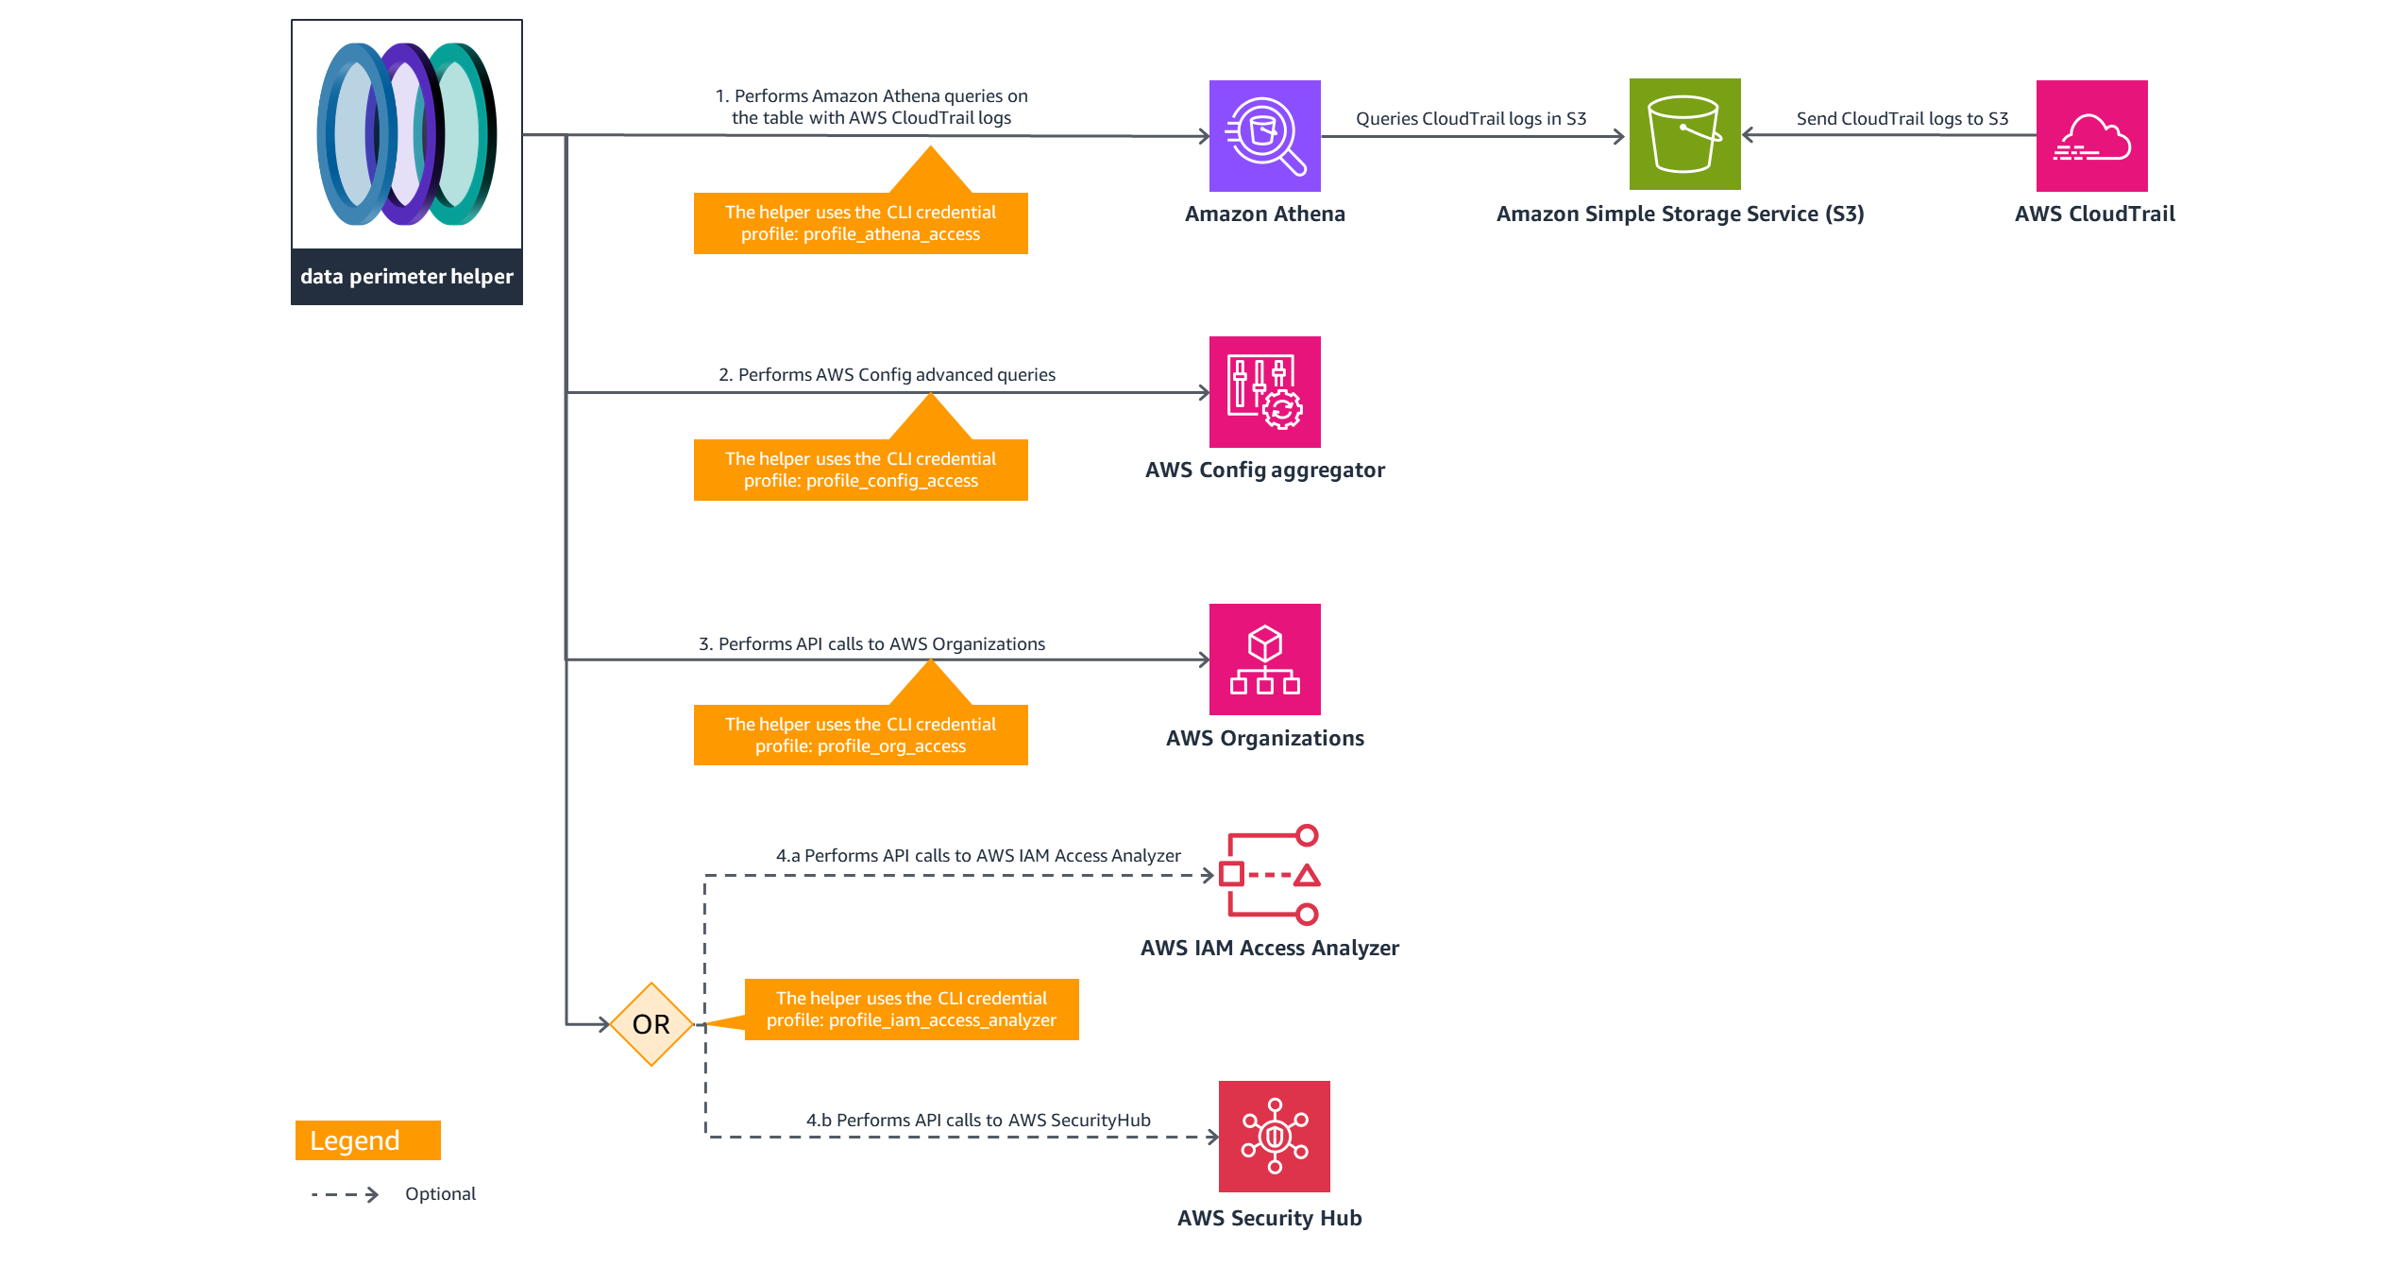 data perimeter helper
1. Performs Amazon Athena queries on
the table with AWS CloudTrail logs
The helper uses the CLI credential
profile: profile_athena_access
Amazon Athena
Queries CloudTrail logs in S3
Amazon Simple Storage Service (S3)
Send CloudTrail logs to S3
AWS CloudTrail
2. Performs AWS Config advanced queries
The helper uses the CLI credential
profile: profile_config_access
AWS Config aggregator
3. Performs API calls to AWS Organizations
The helper uses the CLI credential
profile: profile_org_access
AWS Organizations
4.a Performs API calls to AWS IAM Access Analyzer
AWS IAM Access Analyzer
OR
The helper uses the CLI credential
profile: profile_iam_access_analyzer
4.b Performs API calls to AWS SecurityHub
AWS Security Hub
Legend
Optional